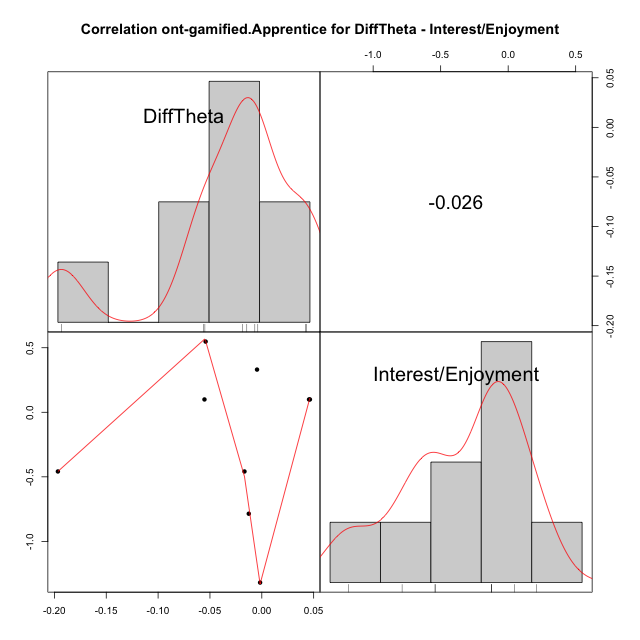 Correlation ont-gamified.Apprentice for DiffTheta - Interest/Enjoyment
-1.0 -0.5 0.0 0.5
DiffTheta
-0.026
0.05
0.00
-0.05
-0.10
-0.15
-0.20
0.5
0.0
-0.5
-1.0
Interest/Enjoyment
-0.20 -0.15 -0.10 -0.05 0.00 0.05